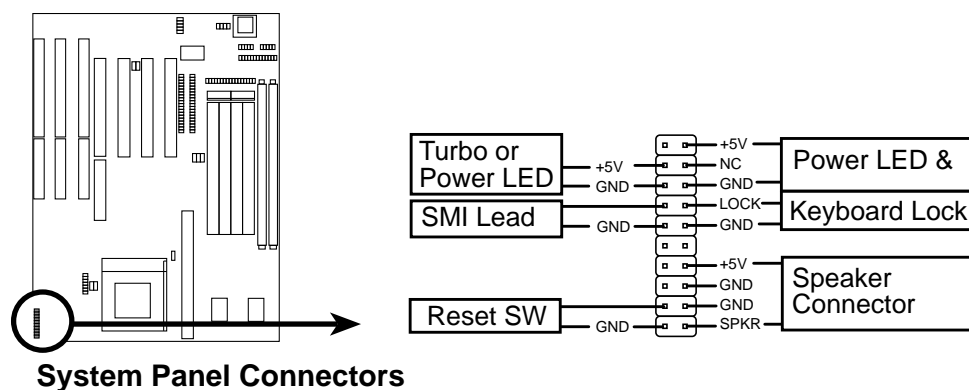 Turbo or
Power LED
+5V
GND
SMI Lead
GND
Reset SW
GND
+5V
NC
GND
LOCK
GND
+5V
GND
GND
SPKR
Power LED &
Keyboard Lock
Speaker
Connector
System Panel Connectors